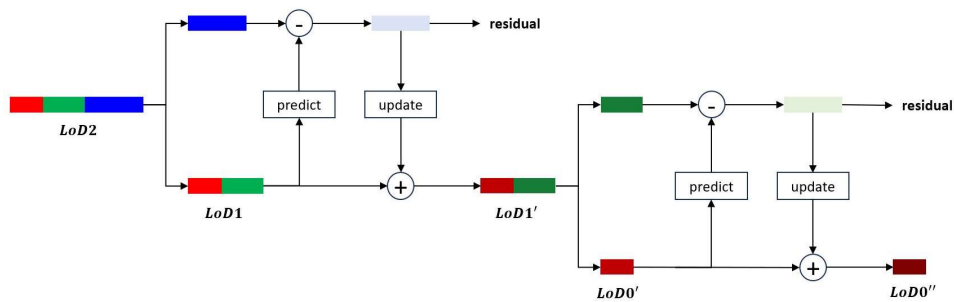 residual
-
predict
update
LoD2
-
residual
LoD1
+
LoD1'
predict
update
LoD0'
+
LoD0''